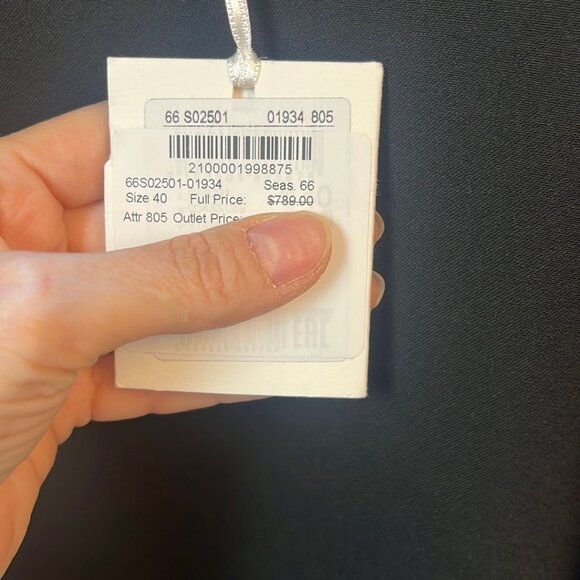 66 S02501 01934 805
2100001998875
66S02501-01934 Seas. 66
Size 40 Full Price: $789.00
Attr 805 Outlet Price:
EAC